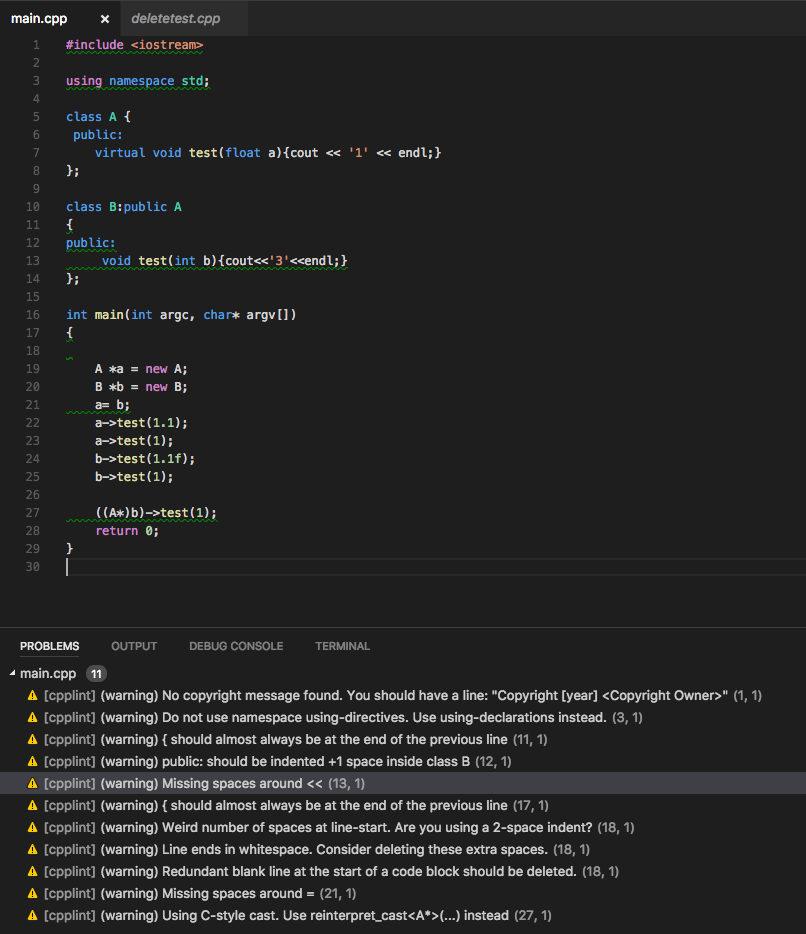 main.cpp × deletetest.cpp
1 #include <iostream>
2
3 using namespace std;
4
5 class A {
6  public:
7     virtual void test(float a){cout << '1' << endl;}
8 };
9
10 class B:public A
11 {
12 public:
13      void test(int b){cout<<'3'<<endl;}
14 };
15
16 int main(int argc, char* argv[])
17 {
18
19     A *a = new A;
20     B *b = new B;
21     a= b;
22     a->test(1.1);
23     a->test(1);
24     b->test(1.1f);
25     b->test(1);
26
27     ((A*)b)->test(1);
28     return 0;
29 }
30
PROBLEMS OUTPUT DEBUG CONSOLE TERMINAL
main.cpp 11
[cpplint] (warning) No copyright message found. You should have a line: "Copyright [year] <Copyright Owner>" (1, 1)
[cpplint] (warning) Do not use namespace using-directives. Use using-declarations instead. (3, 1)
[cpplint] (warning) { should almost always be at the end of the previous line (11, 1)
[cpplint] (warning) public: should be indented +1 space inside class B (12, 1)
[cpplint] (warning) Missing spaces around << (13, 1)
[cpplint] (warning) { should almost always be at the end of the previous line (17, 1)
[cpplint] (warning) Weird number of spaces at line-start. Are you using a 2-space indent? (18, 1)
[cpplint] (warning) Line ends in whitespace. Consider deleting these extra spaces. (18, 1)
[cpplint] (warning) Redundant blank line at the start of a code block should be deleted. (18, 1)
[cpplint] (warning) Missing spaces around = (21, 1)
[cpplint] (warning) Using C-style cast. Use reinterpret_cast<A*>(...) instead (27, 1)